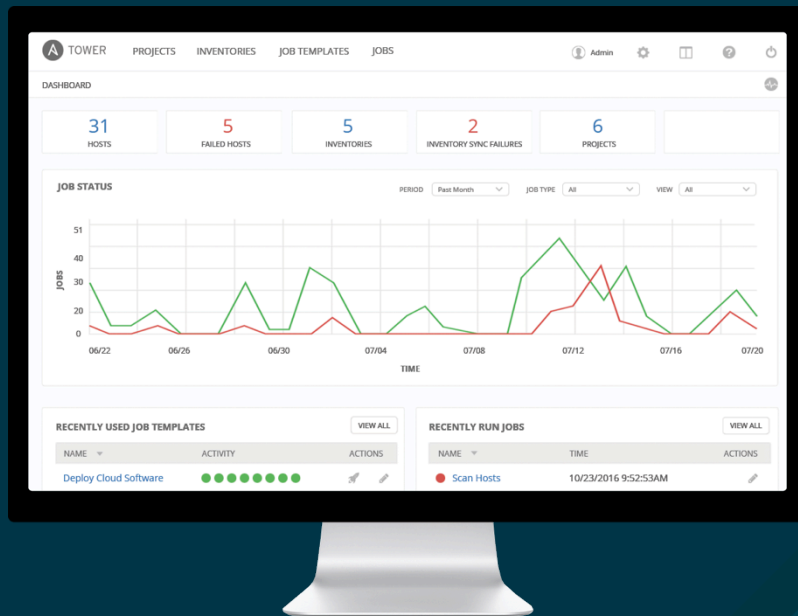 A TOWER PROJECTS INVENTORIES JOB TEMPLATES JOBS Admin ?
DASHBOARD
31 5 5 2 6
HOSTS FAILED HOSTS INVENTORIES INVENTORY SYNC FAILURES PROJECTS
JOB STATUS PERIOD Past Month JOB TYPE All VIEW All
51
40
30
20
0
JOBS
06/22 06/26 06/30 07/04 07/08 07/12 07/16 07/20
TIME
RECENTLY USED JOB TEMPLATES VIEW ALL RECENTLY RUN JOBS VIEW ALL
NAME ACTIVITY ACTIONS NAME TIME ACTIONS
Deploy Cloud Software Scan Hosts 10/23/2016 9:52:53AM